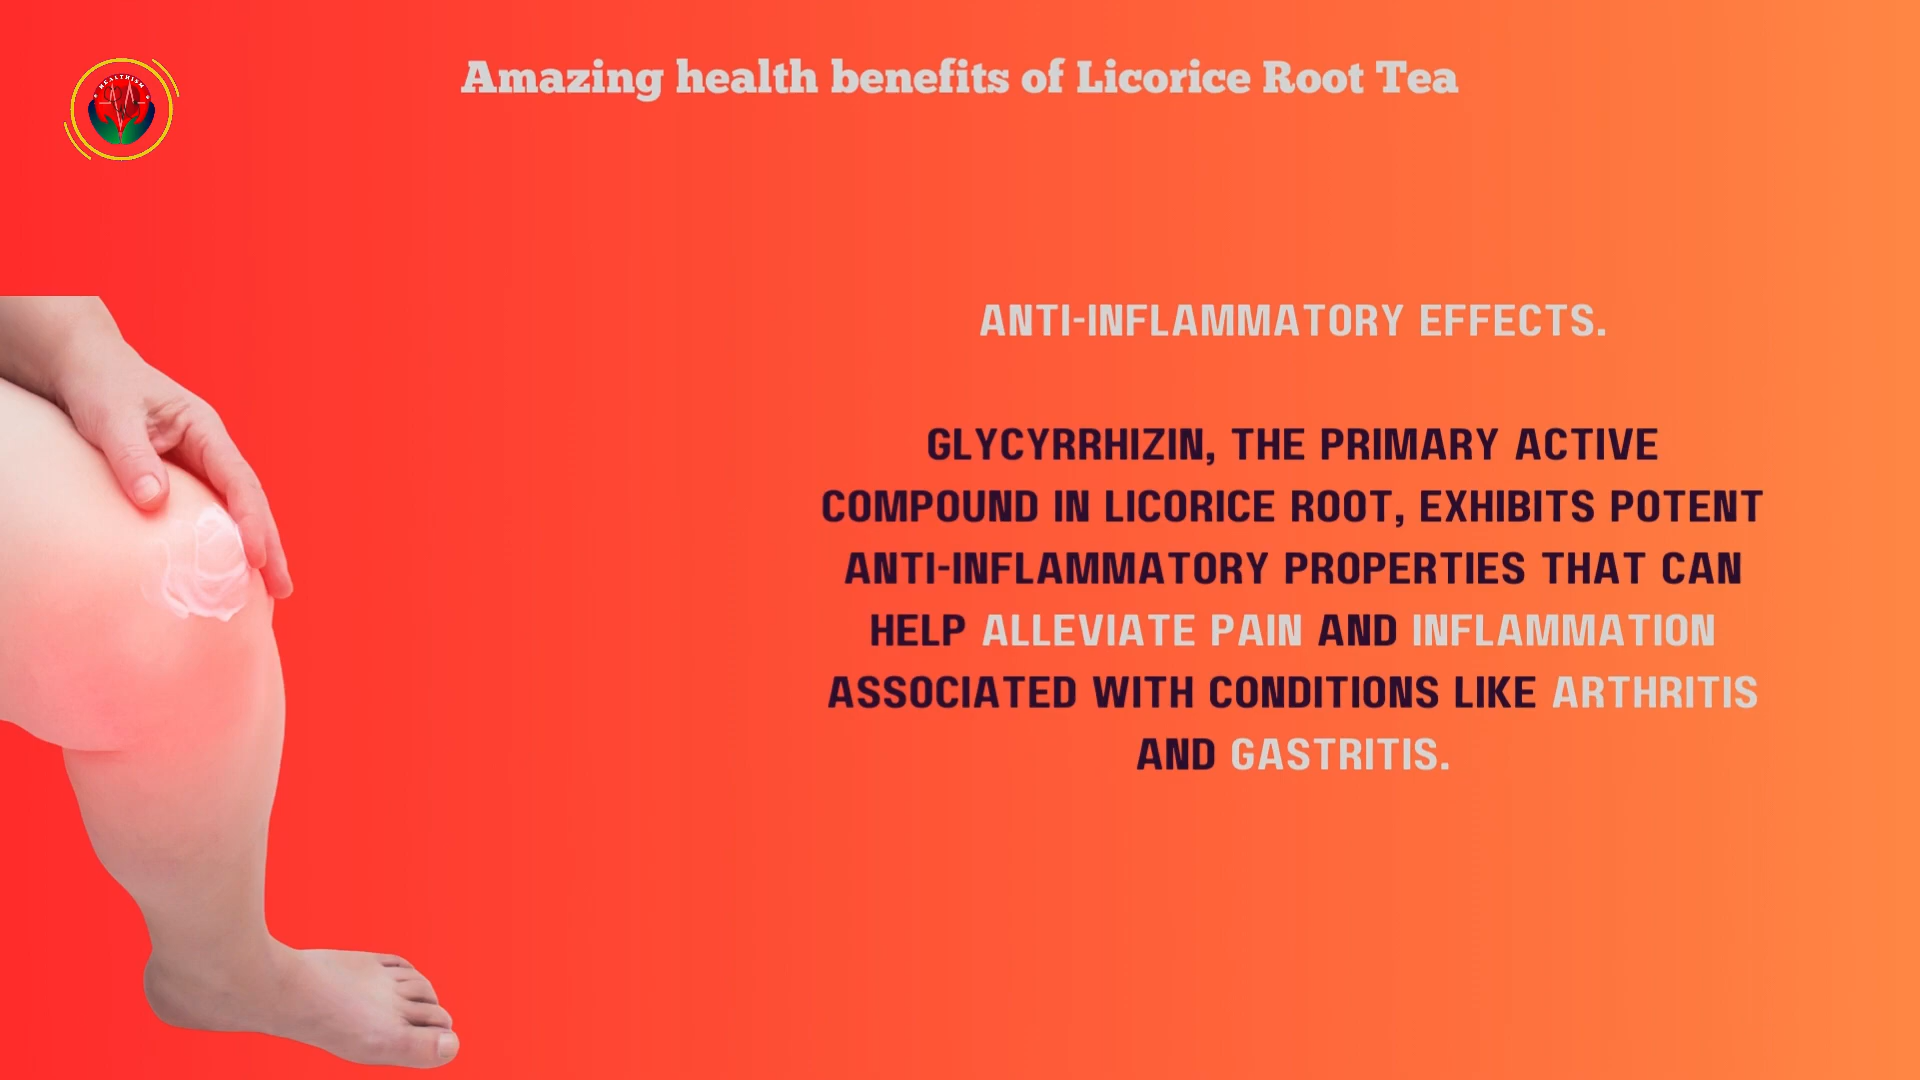 HEALTHISM
Amazing health benefits of Licorice Root Tea
ANTI-INFLAMMATORY EFFECTS.
GLYCYRRHIZIN, THE PRIMARY ACTIVE
COMPOUND IN LICORICE ROOT, EXHIBITS POTENT
ANTI-INFLAMMATORY PROPERTIES THAT CAN
HELP ALLEVIATE PAIN AND INFLAMMATION
ASSOCIATED WITH CONDITIONS LIKE ARTHRITIS
AND GASTRITIS.